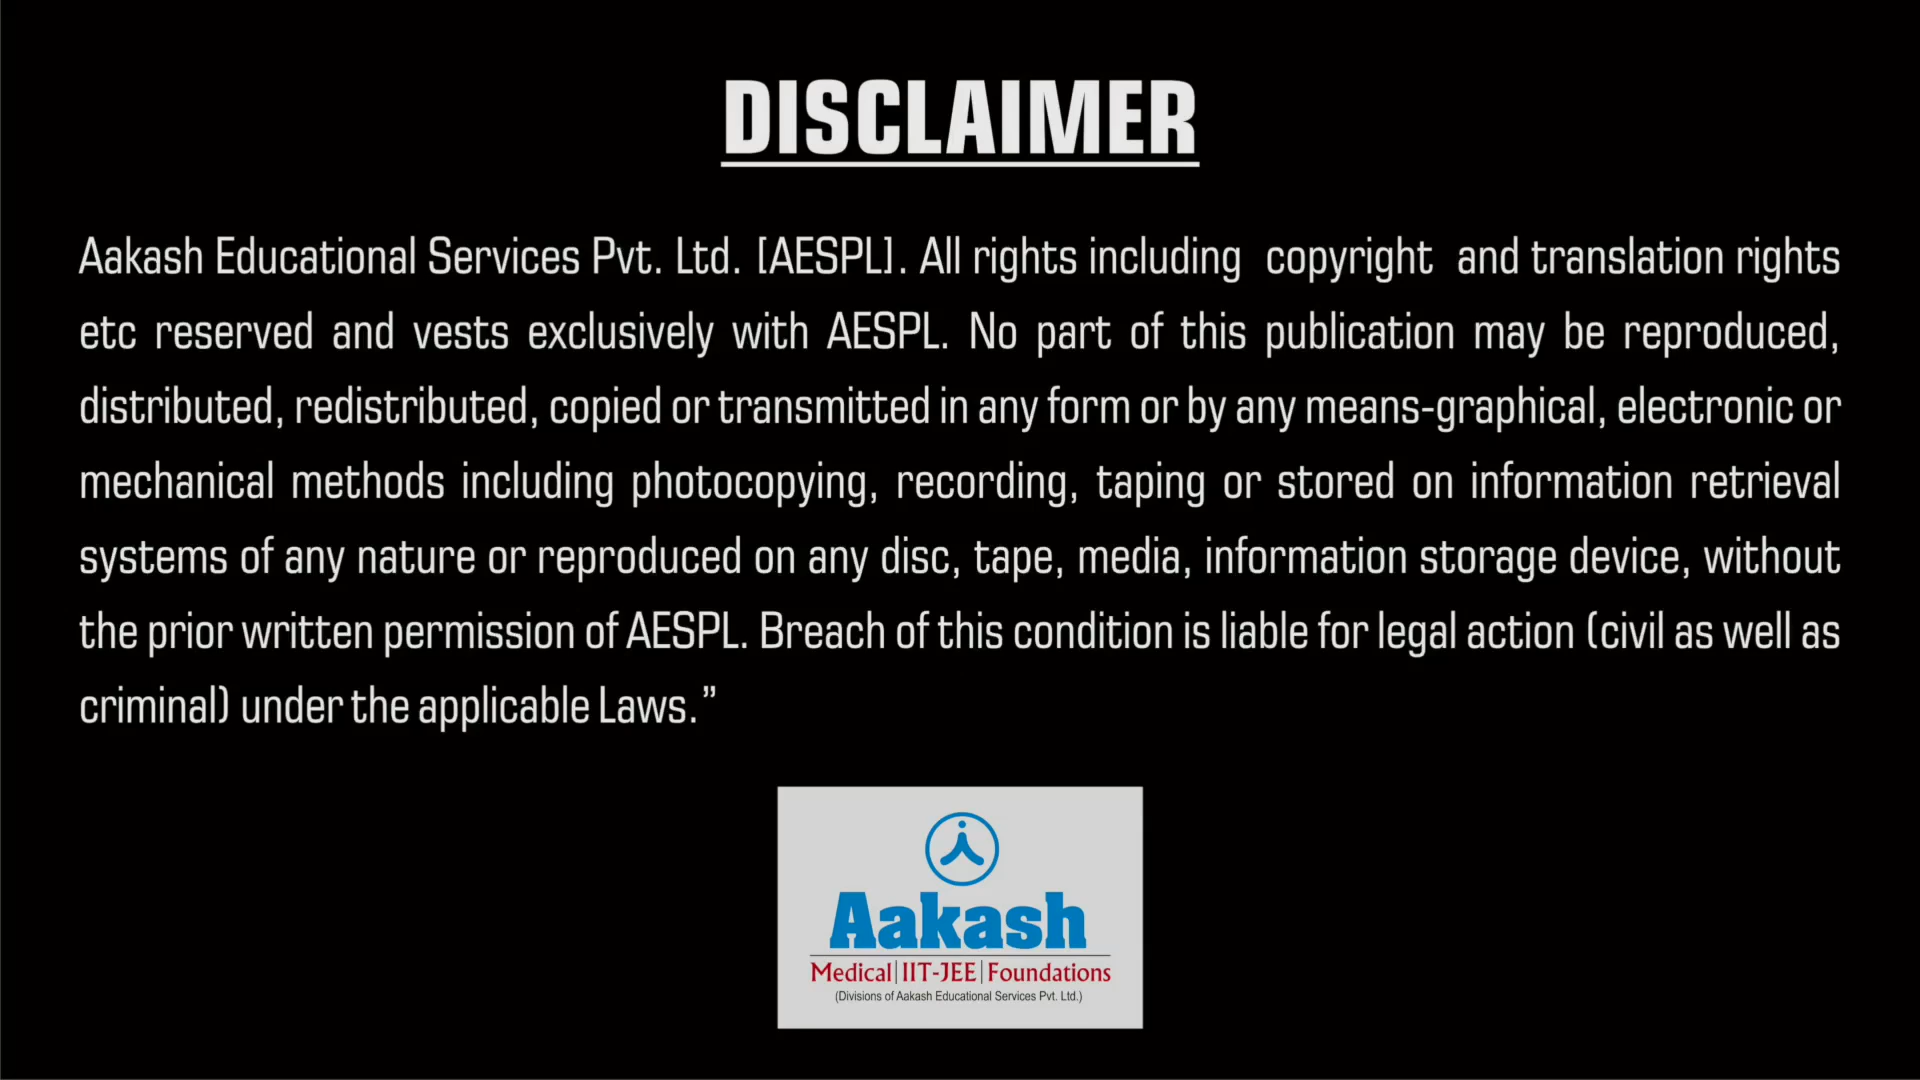 DISCLAIMER
Aakash Educational Services Pvt. Ltd. [AESPL]. All rights including copyright and translation rights
etc reserved and vests exclusively with AESPL. No part of this publication may be reproduced,
distributed, redistributed, copied or transmitted in any form or by any means-graphical, electronic or
mechanical methods including photocopying, recording, taping or stored on information retrieval
systems of any nature or reproduced on any disc, tape, media, information storage device, without
the prior written permission of AESPL. Breach of this condition is liable for legal action (civil as well as
criminal) under the applicable Laws.”
Aakash
Medical|IIT-JEE|Foundations
(Divisions of Aakash Educational Services Pvt. Ltd.)